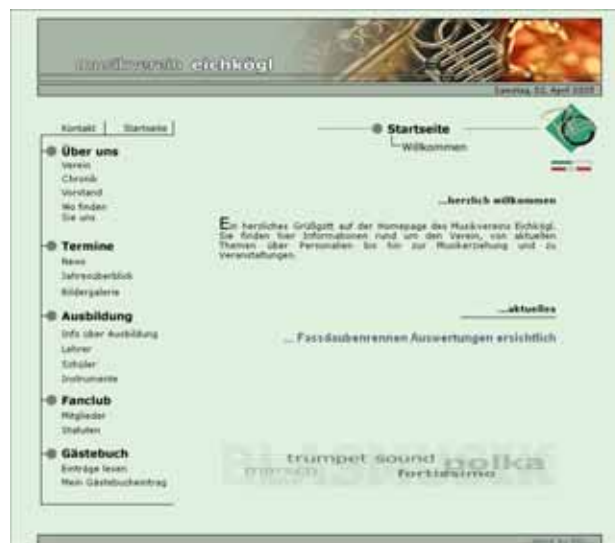 musikverein eichkögl
Samstag, 02. April 2005
Kontakt | Startseite |
Startseite
Willkommen
Über uns
Verein
Chronik
Vorstand
Wo finden
Sie uns
...herzlich willkommen
Ein herzliches Grüßgott auf der Homepage des Musikvereins Eichkögl.
Sie finden hier Informationen rund um den Verein, von aktuellen
Themen über Personalien bis hin zur Musikerziehung und zu
Veranstaltungen.
Termine
News
Jahresüberblick
Bildergalerie
...aktuelles
... Fassdaubenrennen Auswertungen ersichtlich
Ausbildung
Info über Ausbildung
Lehrer
Schüler
Instrumente
Fanclub
Mitglieder
Statuten
Gästebuch
Einträge lesen
Mein Gästebucheintrag
BLASMUSIK
trumpet sound polka
marsch fortissimo